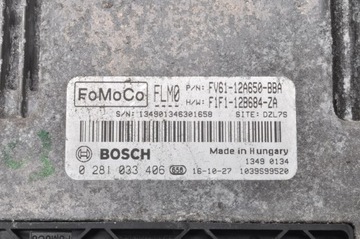 FoMoCo FLM0 P/N: FV61-12A650-BBA
H/W: F1F1-12B684-ZA
S/N: 134901346301658 SITE: DZL7S
BOSCH Made in Hungary
1349 0134
0 281 033 406 658 16-10-27 1039S99520